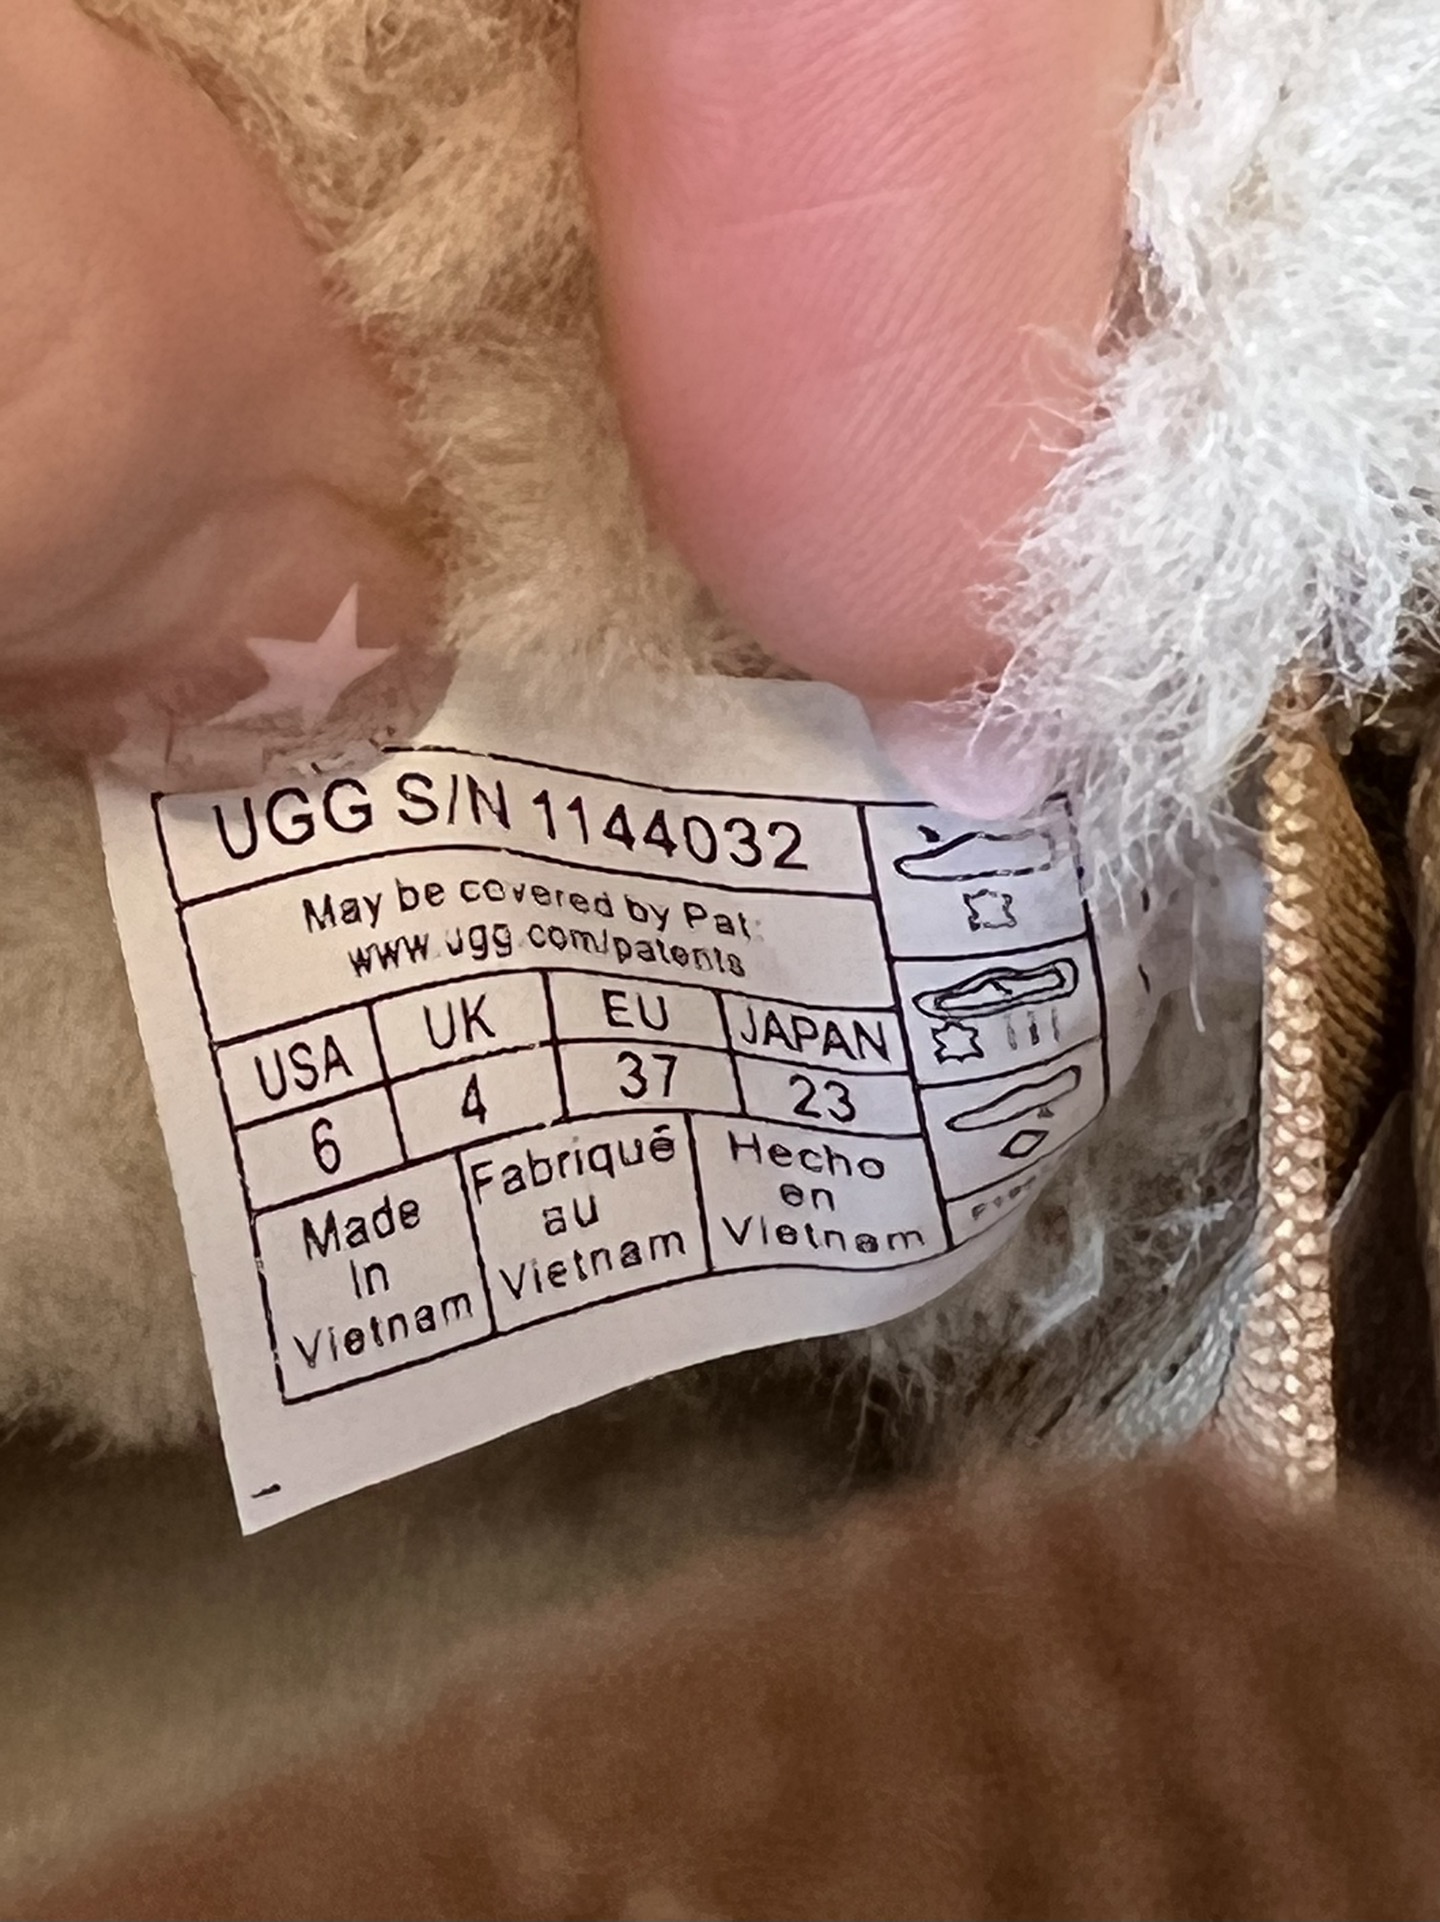 UGG S/N 1144032
May be covered by Pat:
www.ugg.com/patents
USA UK EU JAPAN
6 4 37 23
Made
in
Vietnam
Fabriqué
au
Vietnam
Hecho
en
Vietnam